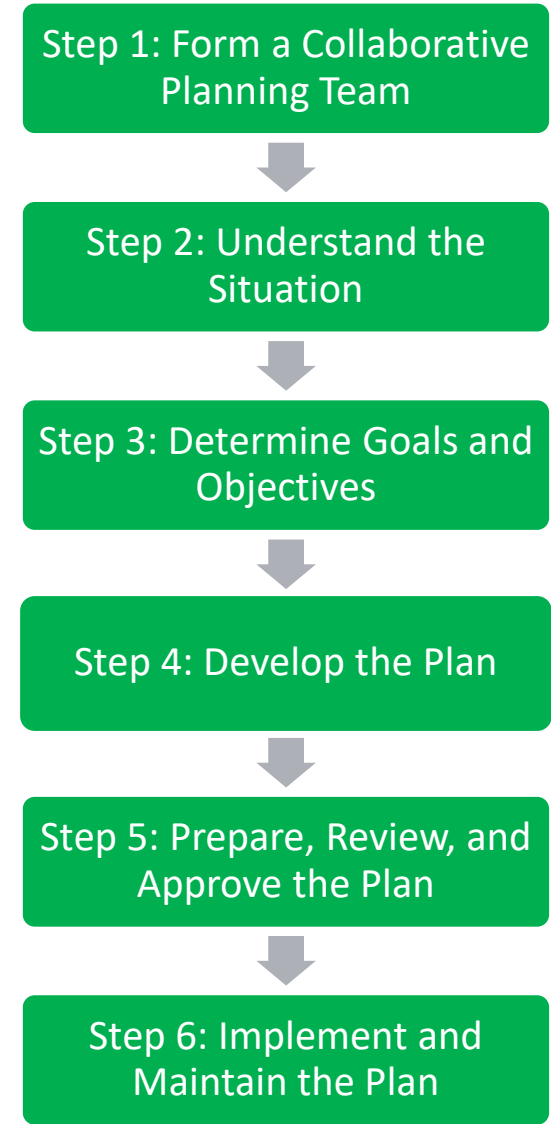 Step 1: Form a Collaborative
Planning Team
Step 2: Understand the
Situation
Step 3: Determine Goals and
Objectives
Step 4: Develop the Plan
Step 5: Prepare, Review, and
Approve the Plan
Step 6: Implement and
Maintain the Plan